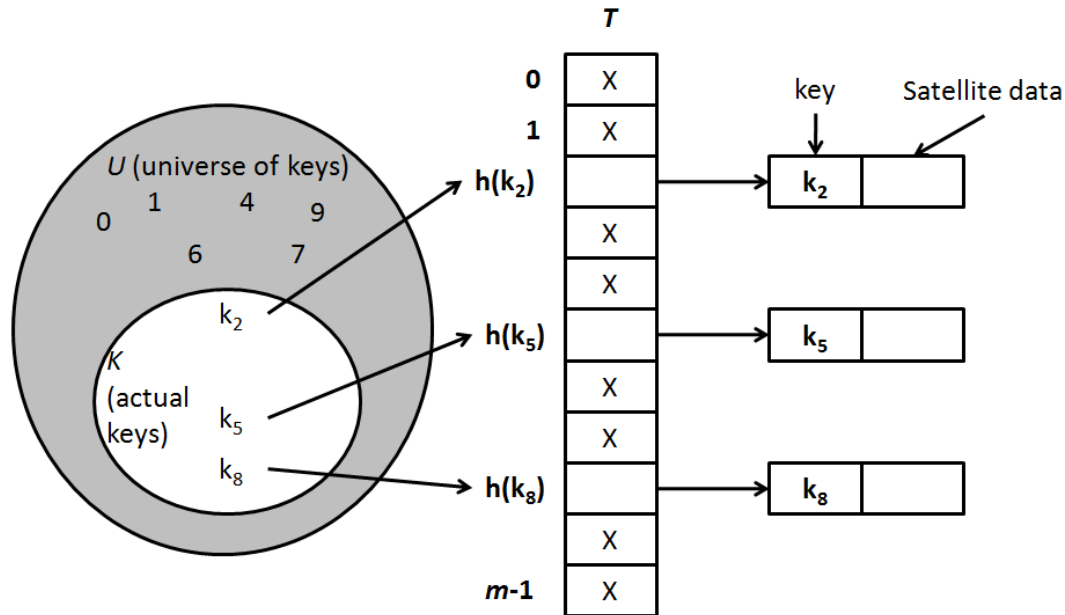 T
0 X
key Satellite data
1 X
U (universe of keys)
h(k₂) k₂
0 1 4 9
X
6 7
X
k₂
h(k₅) k₅
K
(actual
keys)
X
k₅
X
k₈
h(k₈) k₈
X
m-1 X